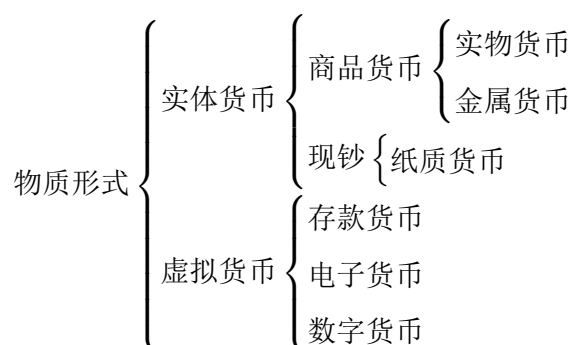 物质形式
实体货币
商品货币
实物货币
金属货币
现钞
纸质货币
虚拟货币
存款货币
电子货币
数字货币